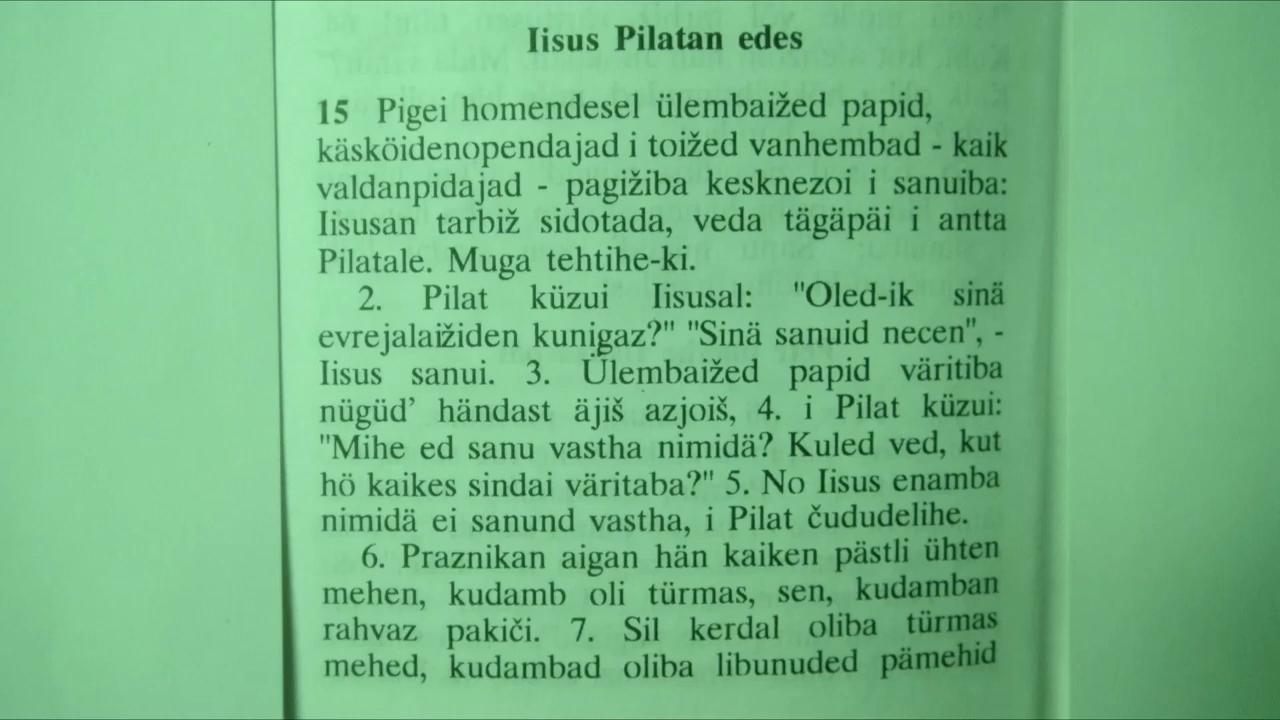 Iisus Pilatan edes
15 Pigei homendesel ülembaižed papid,
käsköidenopendajad i toižed vanhembad - kaik
valdanpidajad - pagižiba kesknezoi i sanuiba:
Iisusan tarbiž sidotada, veda tägäpäi i antta
Pilatale. Muga tehtihe-ki.
2. Pilat küzui Iisusal: "Oled-ik sinä
evrejalaižiden kunigaz?" "Sinä sanuid necen", -
Iisus sanui. 3. Ülembaižed papid väritiba
nügüd’ händast äjiš azjoiš, 4. i Pilat küzui:
"Mihe ed sanu vastha nimidä? Kuled ved, kut
hö kaikes sindai väritaba?" 5. No Iisus enamba
nimidä ei sanund vastha, i Pilat čududelihe.
6. Praznikan aigan hän kaiken pästli ühten
mehen, kudamb oli türmas, sen, kudamban
rahvaz pakiči. 7. Sil kerdal oliba türmas
mehed, kudambad oliba libunuded pämehid